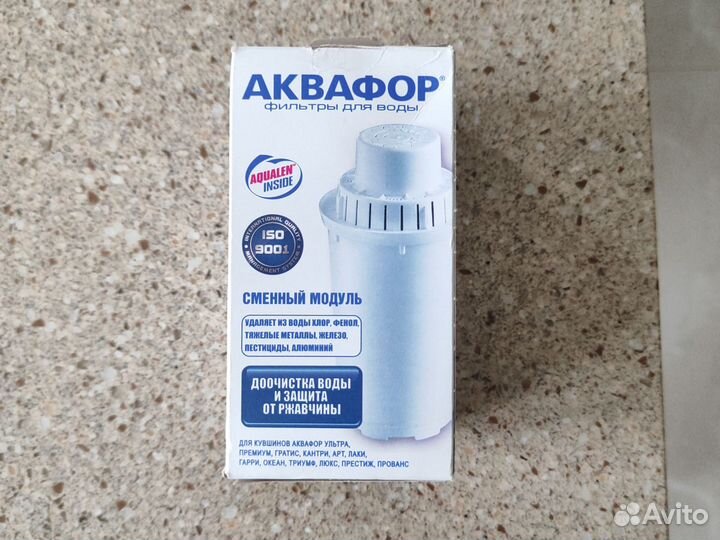 АКВАФОР®
ФИЛЬТРЫ ДЛЯ ВОДЫ
AQUALEN™
INSIDE
INTERNATIONAL QUALITY
ISO
9001
MANAGEMENT SYSTEM
СМЕННЫЙ МОДУЛЬ
УДАЛЯЕТ ИЗ ВОДЫ ХЛОР, ФЕНОЛ,
ТЯЖЕЛЫЕ МЕТАЛЛЫ, ЖЕЛЕЗО,
ПЕСТИЦИДЫ, АЛЮМИНИЙ
ДООЧИСТКА ВОДЫ
И ЗАЩИТА
ОТ РЖАВЧИНЫ
ДЛЯ КУВШИНОВ АКВАФОР УЛЬТРА,
ПРЕМИУМ, ГРАТИС, КАНТРИ, АРТ, ЛАКИ,
ГАРРИ, ОКЕАН, ТРИУМФ, ЛЮКС, ПРЕСТИЖ, ПРОВАНС
Avito